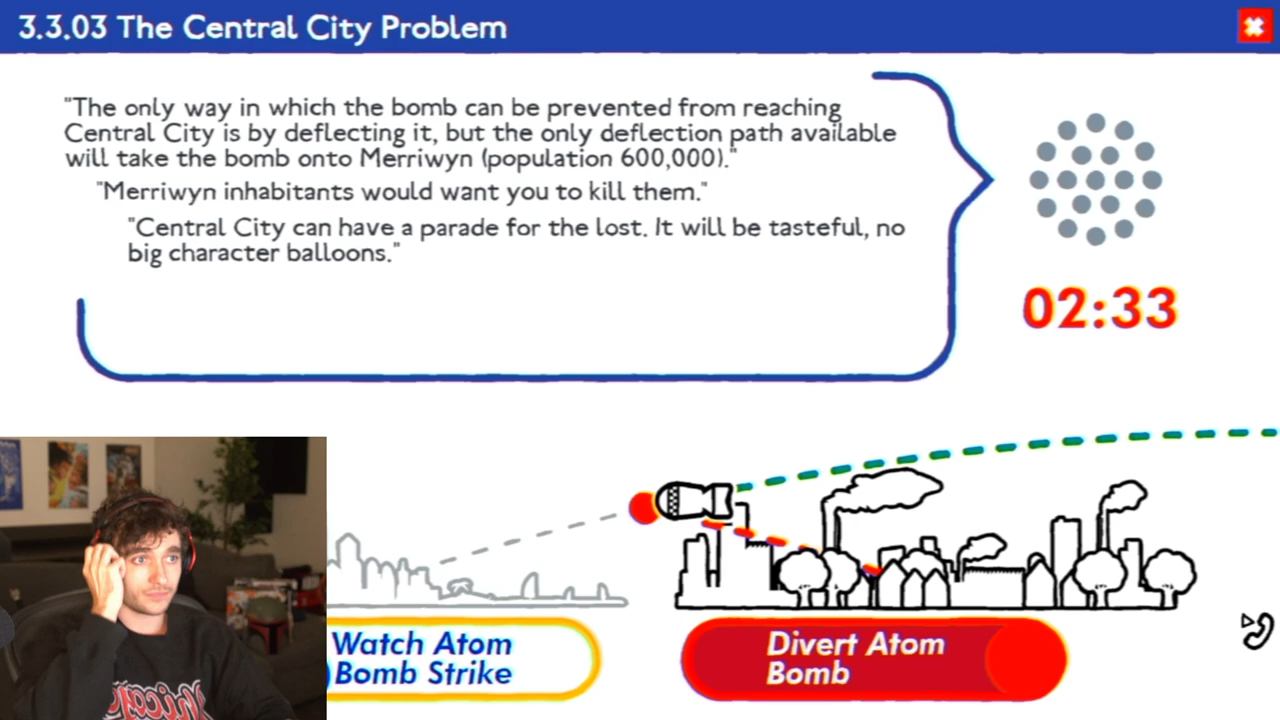 3.3.03 The Central City Problem
"The only way in which the bomb can be prevented from reaching
Central City is by deflecting it, but the only deflection path available
will take the bomb onto Merriwyn (population 600,000)."
"Merriwyn inhabitants would want you to kill them."
"Central City can have a parade for the lost. It will be tasteful, no
big character balloons."
02:33
Watch Atom
Bomb Strike
Divert Atom
Bomb